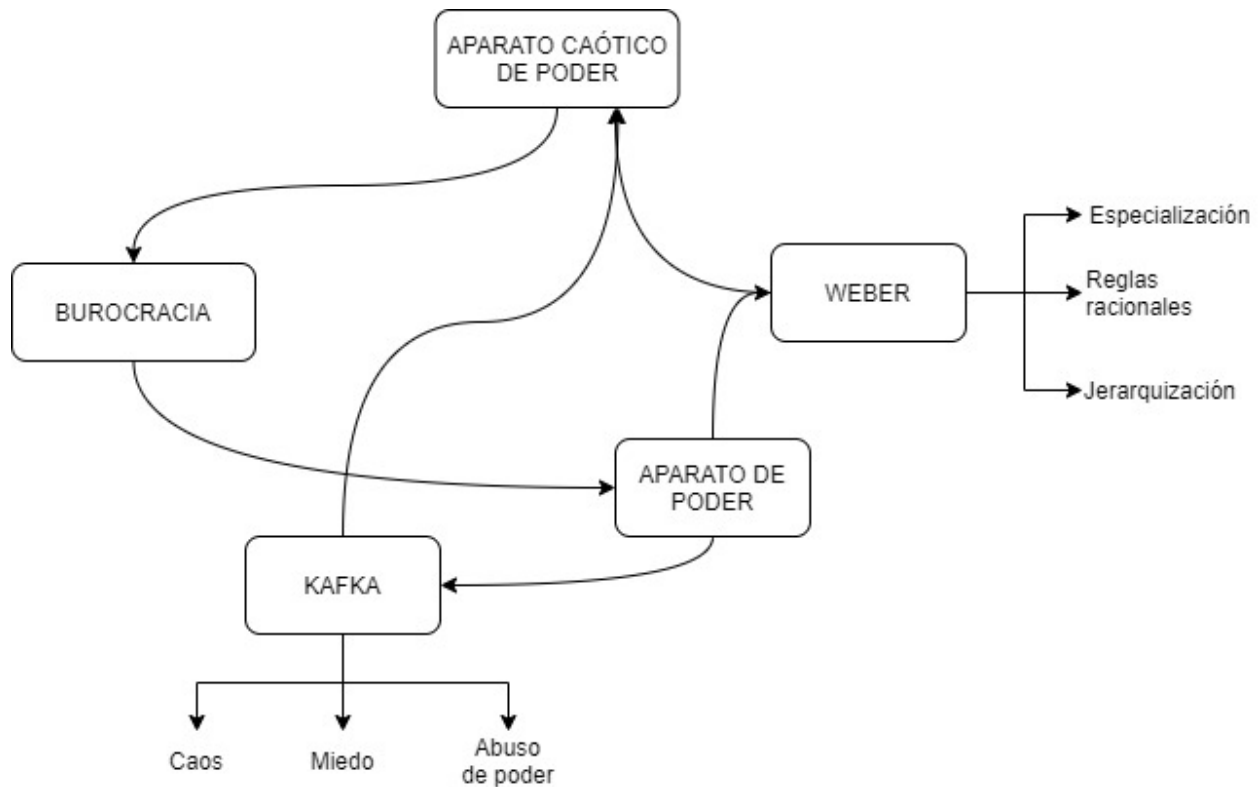 APARATO CAÓTICO
DE PODER
Especialización
BUROCRACIA
WEBER
Reglas
racionales
Jerarquización
APARATO DE
PODER
KAFKA
Caos
Miedo
Abuso
de poder